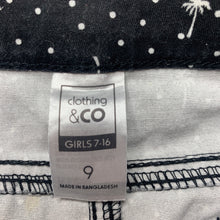 clothing
&CO
GIRLS 7-16
9
MADE IN BANGLADESH